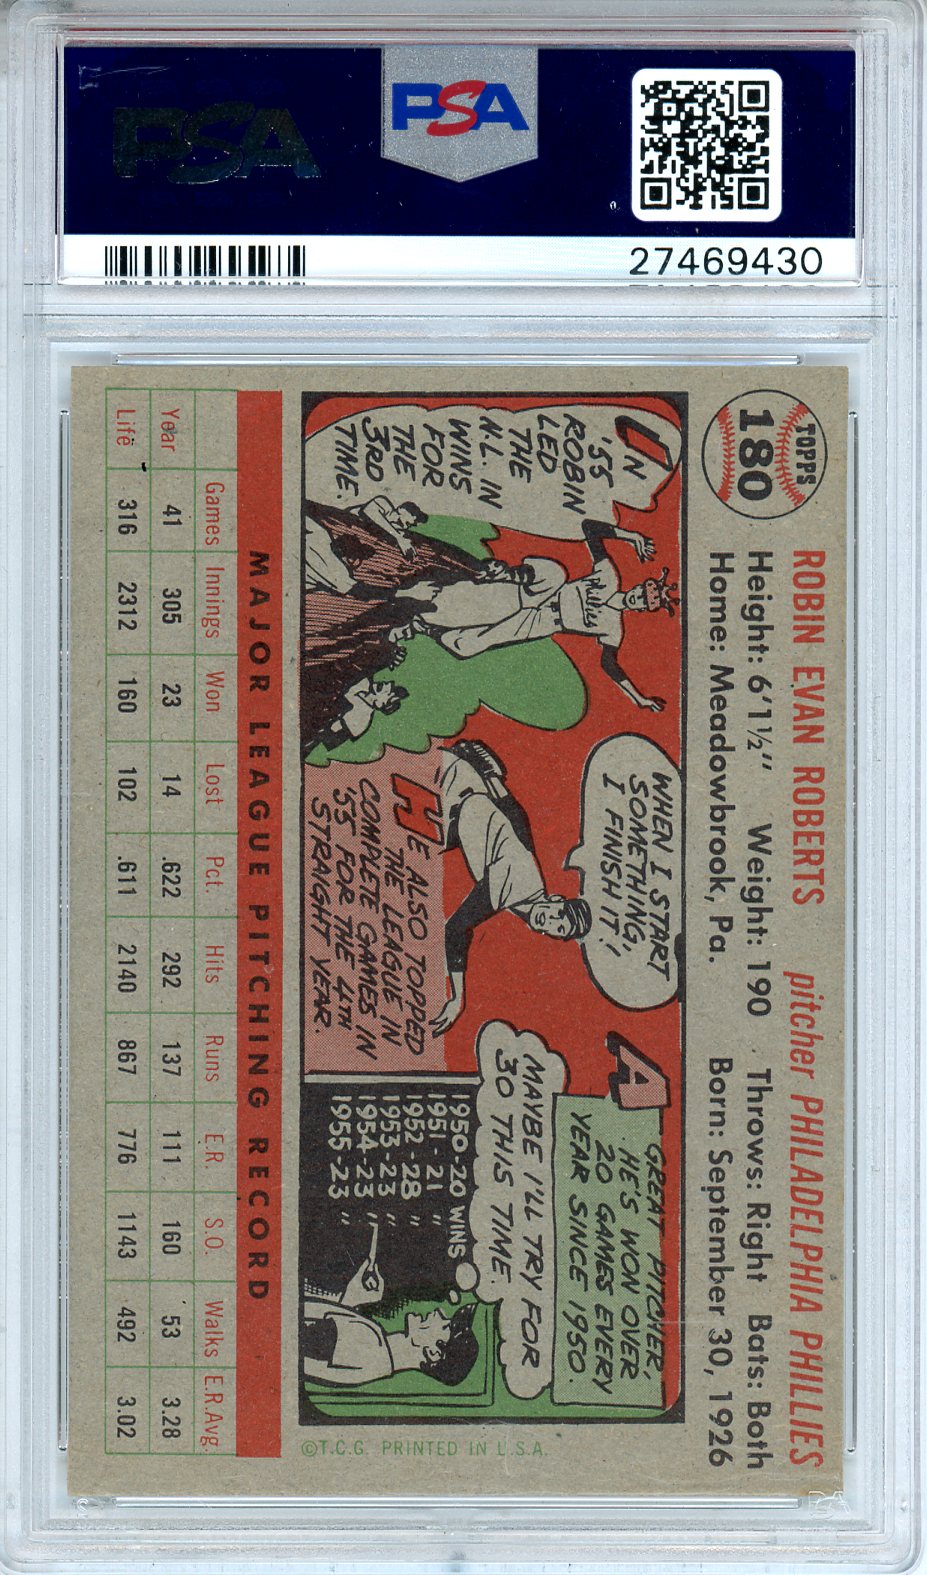 PSA
PSA
27469430
TOPPS
180
ROBIN EVAN ROBERTS pitcher PHILADELPHIA PHILLIES
Height: 6'1½" Weight: 190 Throws: Right Bats: Both
Home: Meadowbrook, Pa. Born: September 30, 1926
IN
'55
ROBIN
LED
THE
N.L. IN
WINS
FOR
THE
3RD
TIME.
Phillies
WHEN I START
SOMETHING,
I FINISH IT!
HE ALSO TOPPED
THE LEAGUE IN
COMPLETE GAMES IN
'55 FOR THE 4TH
STRAIGHT YEAR.
A GREAT PITCHER,
HE'S WON OVER
20 GAMES EVERY
YEAR SINCE 1950.
MAYBE I'LL TRY FOR
30 THIS TIME.
1950-20 WINS
1951-21 "
1952-28 "
1953-23 "
1954-23 "
1955-23 "
©T.C.G. PRINTED IN U.S.A.
MAJOR LEAGUE PITCHING RECORD
Games Innings Won Lost Pct. Hits Runs E.R. S.O. Walks E.R.Avg.
Year 41 305 23 14 .622 292 137 111 160 53 3.28
Life 316 2312 160 102 .611 2140 867 776 1143 492 3.02